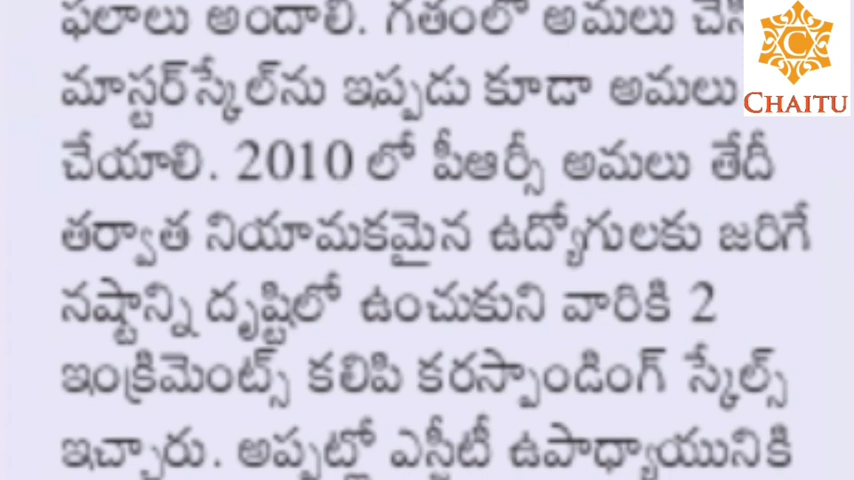 ఫలాలు అందాలి. గతంలో అమలు చేసి
మాస్టర్‌స్కేల్‌ను ఇప్పడు కూడా అమలు
చేయాలి. 2010 లో పీఆర్సీ అమలు తేదీ
తర్వాత నియామకమైన ఉద్యోగులకు జరిగే
నష్టాన్ని దృష్టిలో ఉంచుకుని వారికి 2
ఇంక్రిమెంట్స్ కలిపి కరస్పాండింగ్ స్కేల్స్
ఇచ్చారు. అప్పట్లో ఎస్జీటీ ఉపాధ్యాయునికి
C
CHAITU